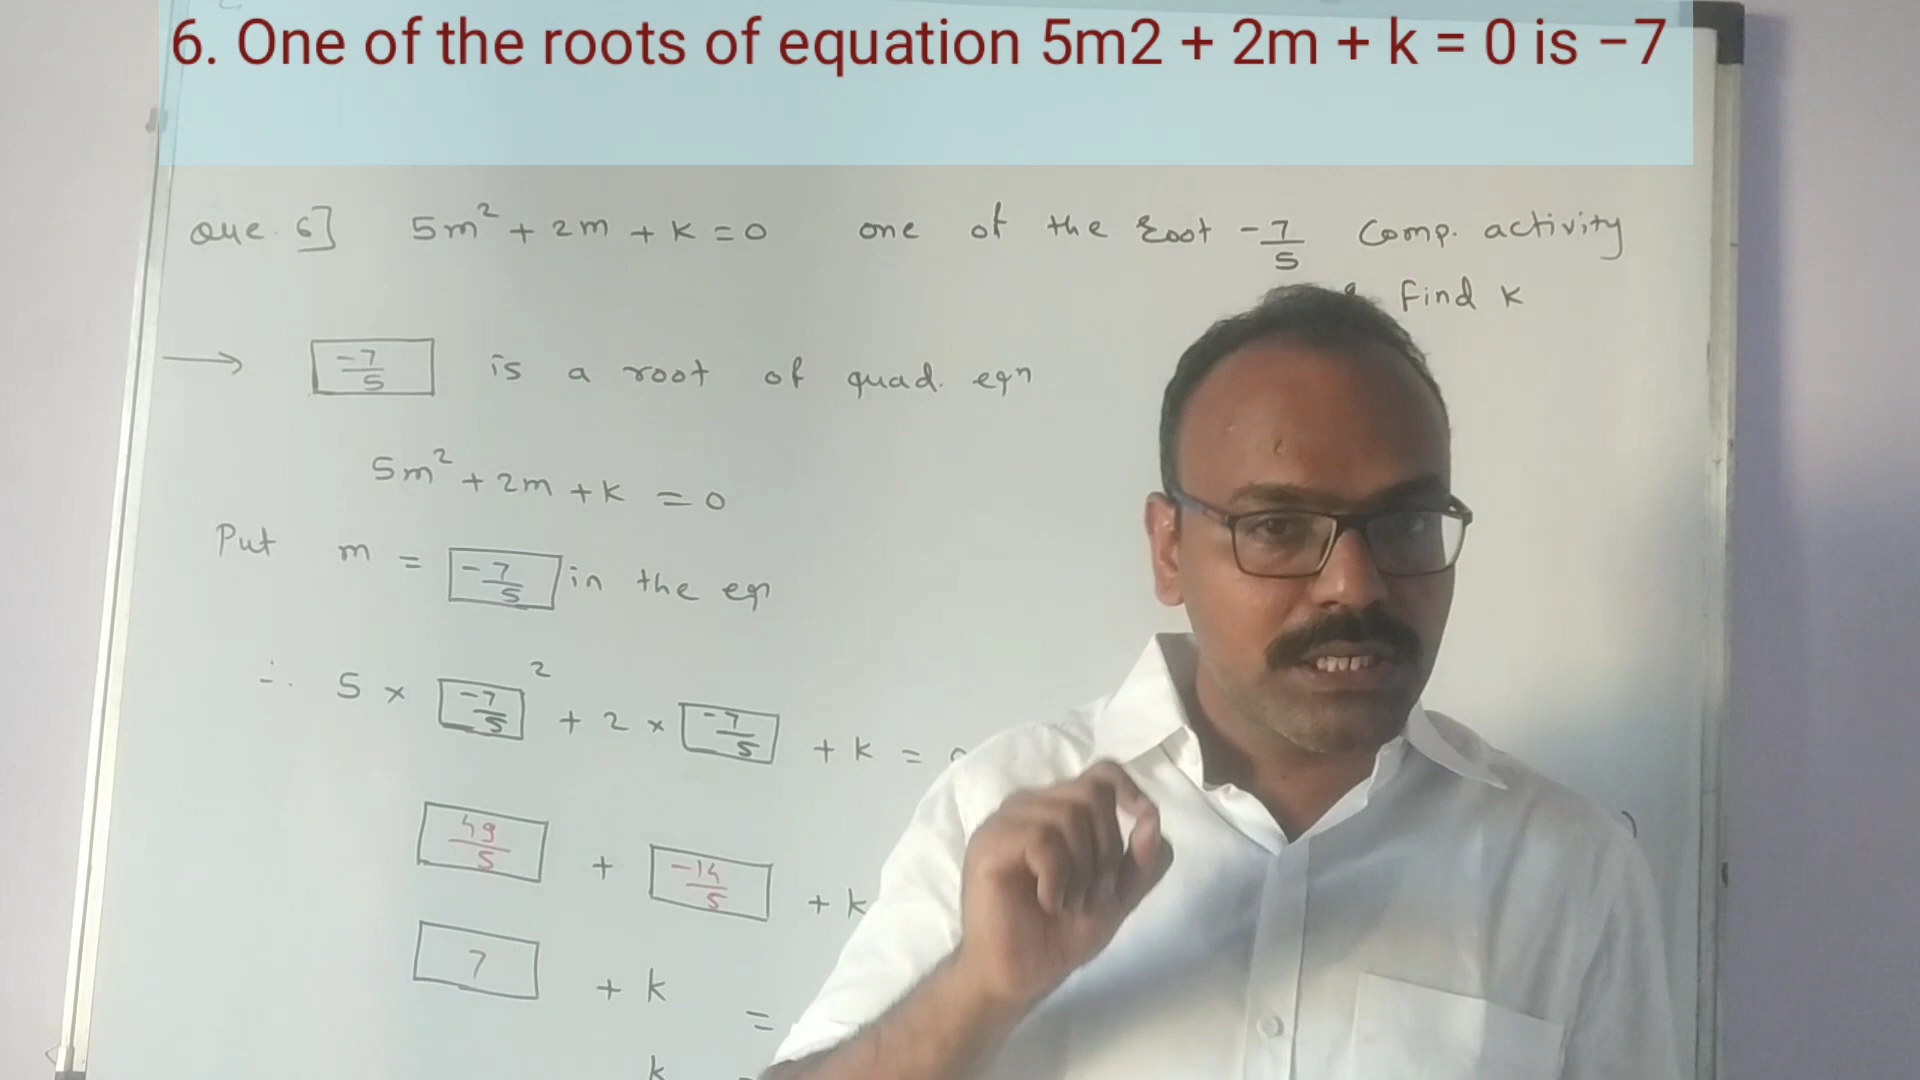 6. One of the roots of equation 5m2 + 2m + k = 0 is −7
Que. 6] 5m² + 2m + k = 0 one of the root -7/5 Comp. activity
find k
→ -7/5 is a root of quad. eqn
5m² + 2m + k = 0
Put m = -7/5 in the eqn
∴ 5 × -7/5 ² + 2 × -7/5 + k =
49/5 + -14/5 + k
7 + k =
k